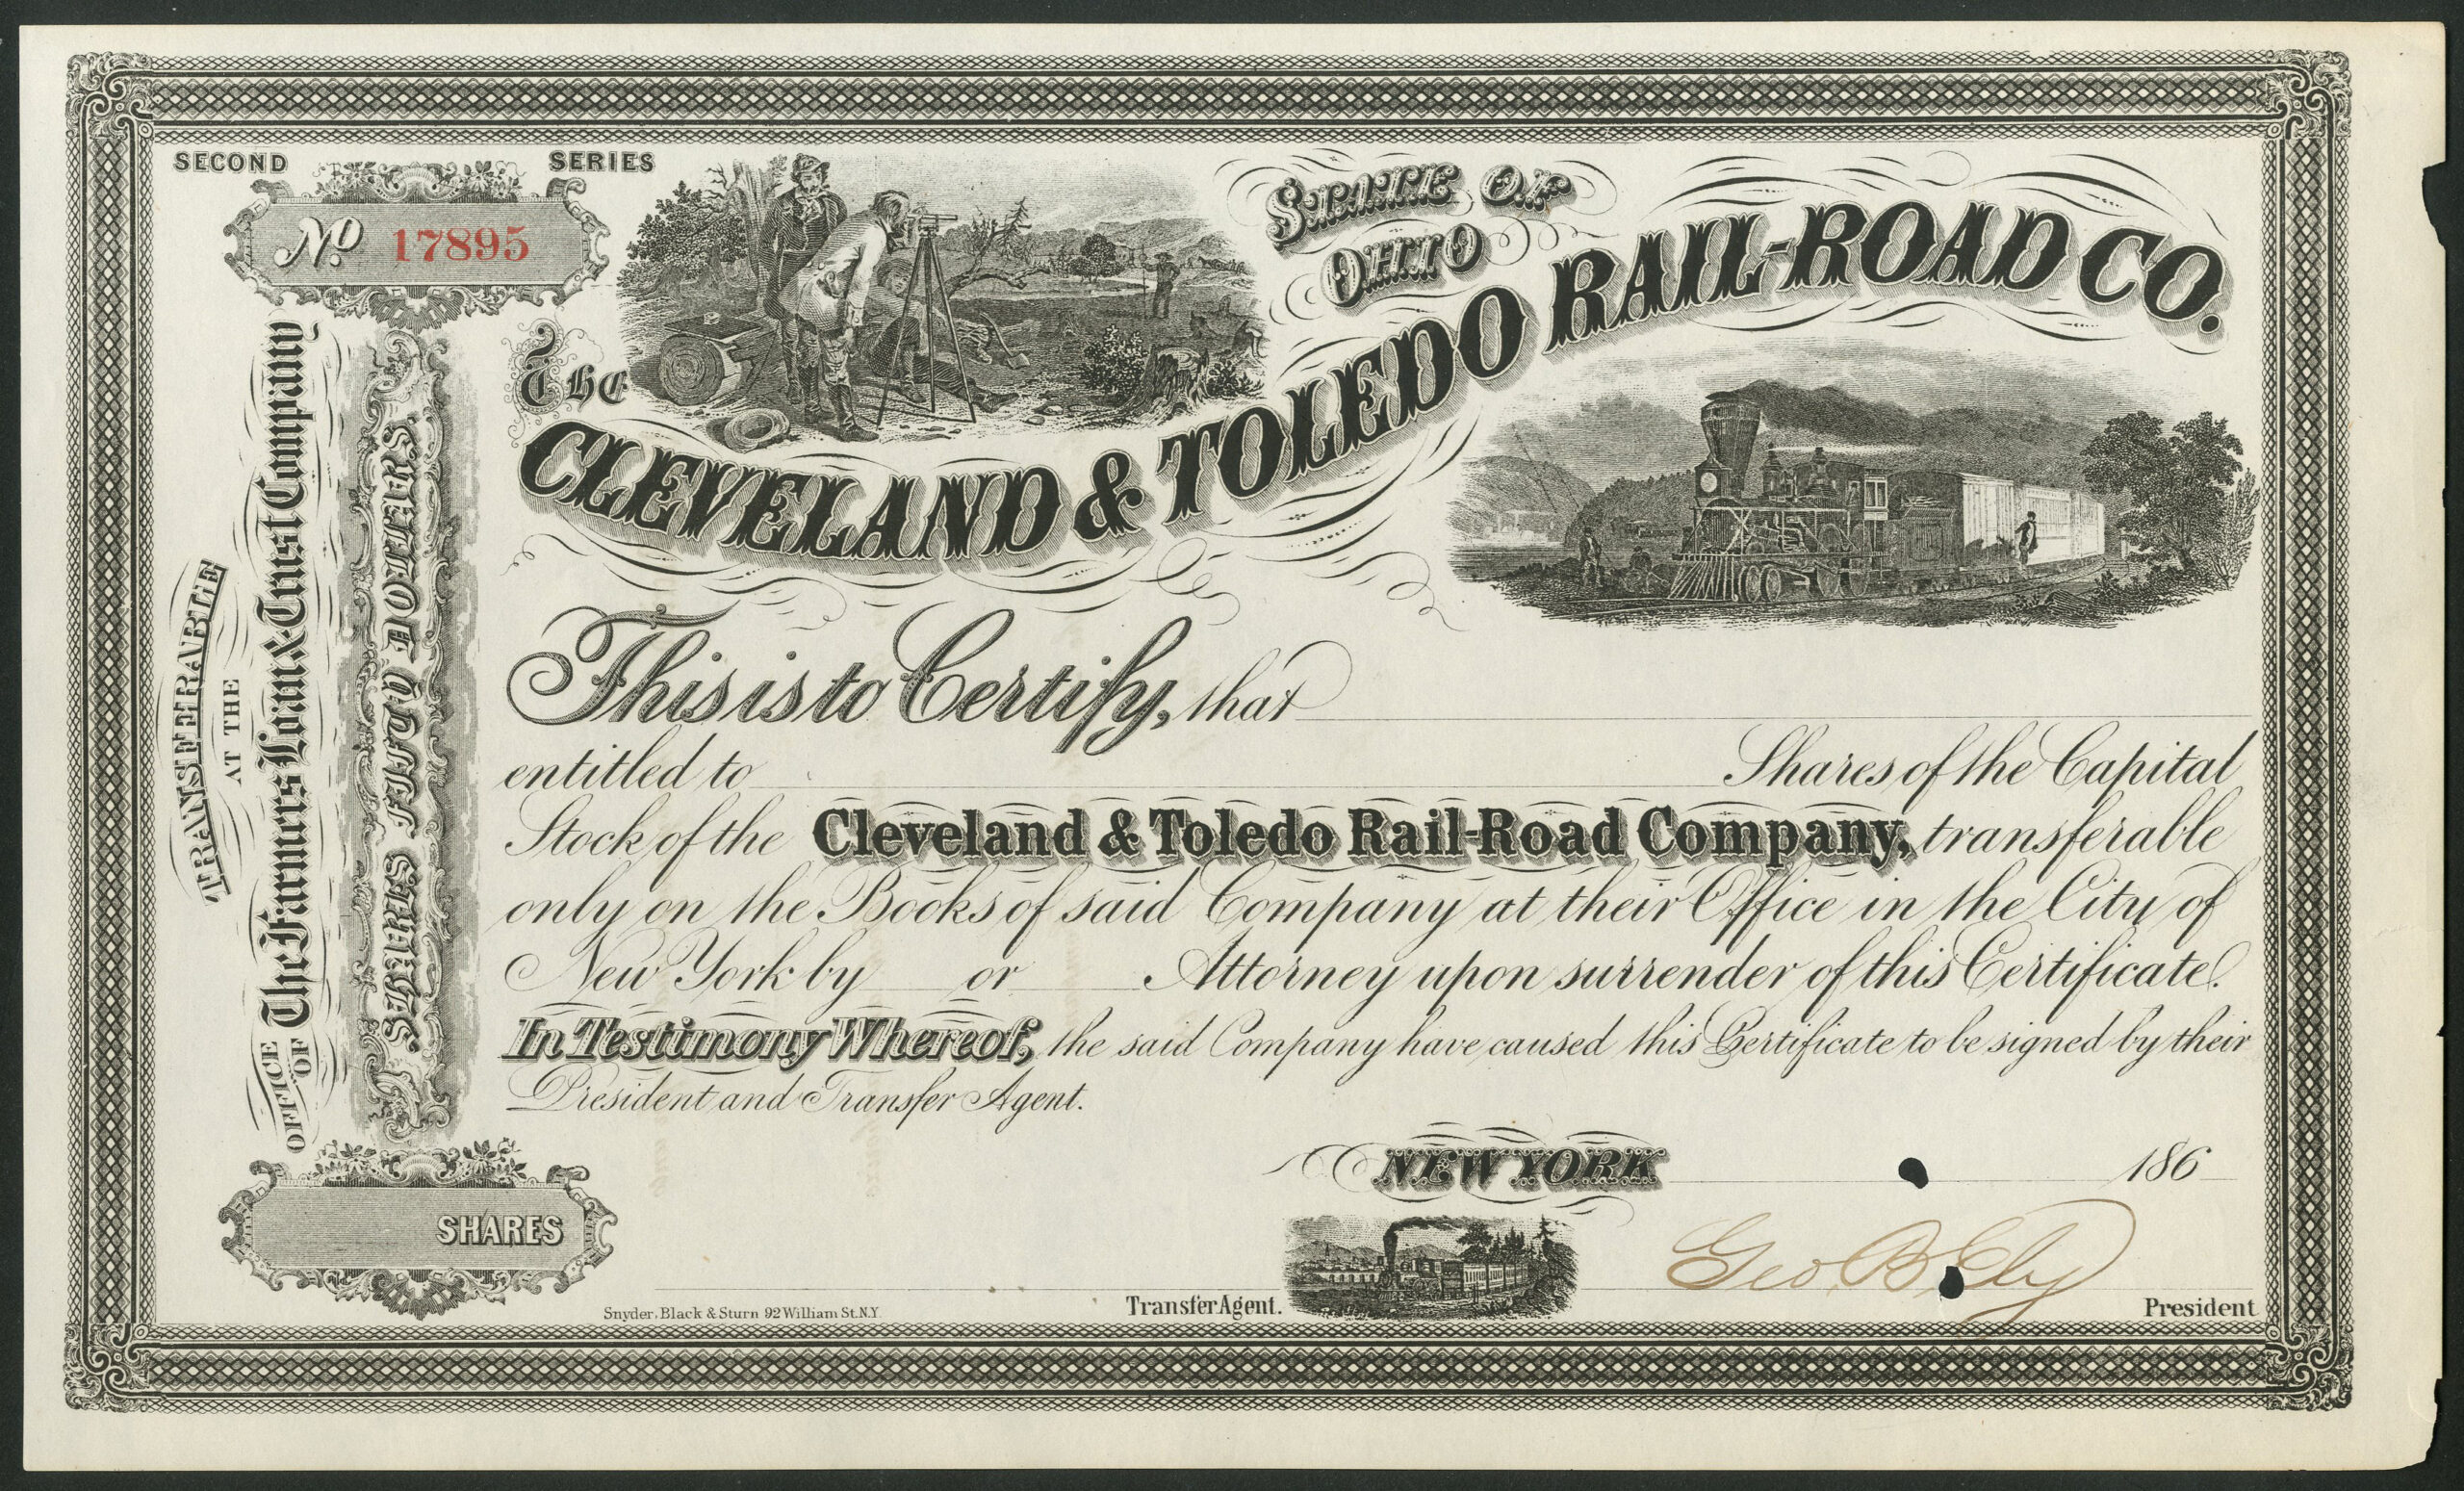 SECOND SERIES
No. 17895
STATE OF
OHIO
The
CLEVELAND & TOLEDO RAIL-ROAD CO.
TRANSFERRABLE
AT THE
OFFICE
OF
The Farmers Loan & Trust Company
SHARES FIFTY DOLLARS.
This is to Certify, that
entitled to Shares of the Capital
Stock of the Cleveland & Toledo Rail-Road Company, transferable
only on the Books of said Company at their Office in the City of
New York by or Attorney upon surrender of this Certificate.
In Testimony Whereof, the said Company have caused this Certificate to be signed by their
President and Transfer Agent.
NEW YORK 186
SHARES
Geo. B. Ely
Snyder, Black & Sturn 92 William St. N.Y.
Transfer Agent.
President